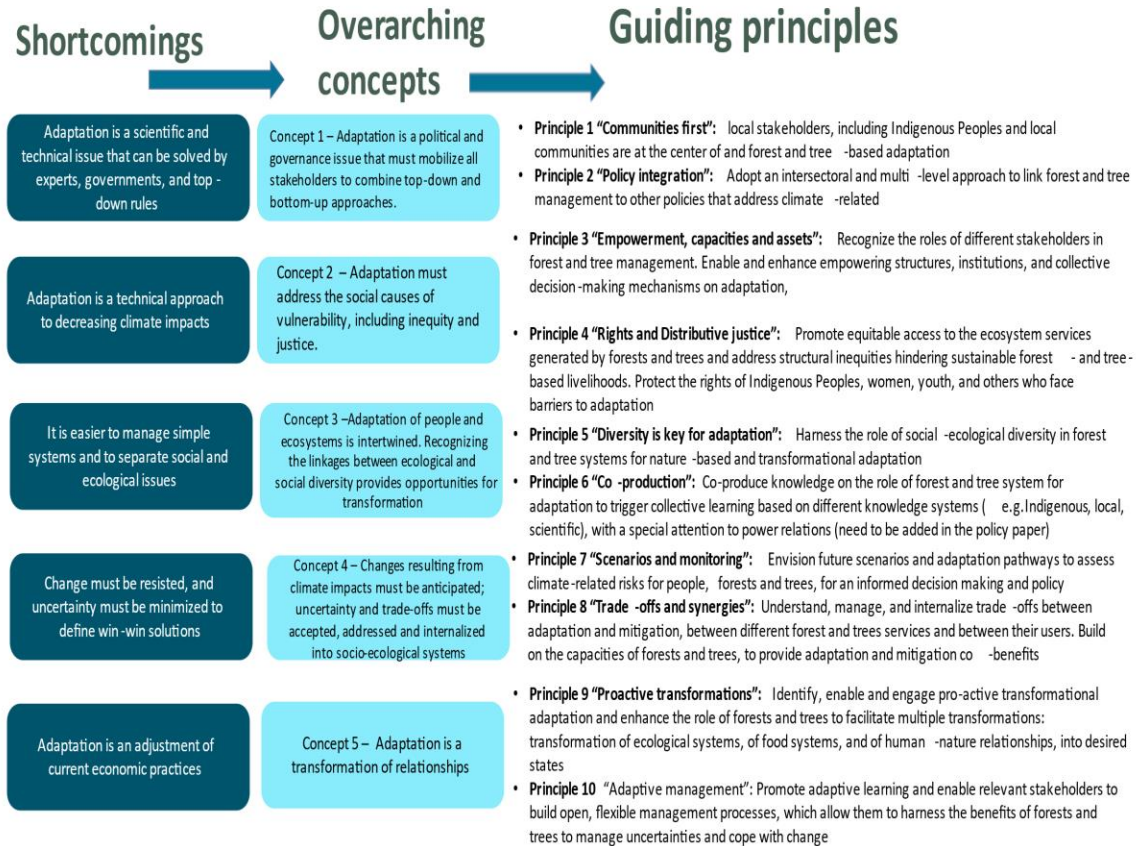 Shortcomings
Overarching
concepts
Guiding principles
Adaptation is a scientific and
technical issue that can be solved by
experts, governments, and top -
down rules
Concept 1 – Adaptation is a political and
governance issue that must mobilize all
stakeholders to combine top-down and
bottom-up approaches.
• Principle 1 “Communities first”: local stakeholders, including Indigenous Peoples and local
communities are at the center of and forest and tree -based adaptation
• Principle 2 “Policy integration”: Adopt an intersectoral and multi -level approach to link forest and tree
management to other policies that address climate -related
Adaptation is a technical approach
to decreasing climate impacts
Concept 2 – Adaptation must
address the social causes of
vulnerability, including inequity and
justice.
• Principle 3 “Empowerment, capacities and assets”: Recognize the roles of different stakeholders in
forest and tree management. Enable and enhance empowering structures, institutions, and collective
decision -making mechanisms on adaptation,
• Principle 4 “Rights and Distributive justice”: Promote equitable access to the ecosystem services
generated by forests and trees and address structural inequities hindering sustainable forest - and tree-
based livelihoods. Protect the rights of Indigenous Peoples, women, youth, and others who face
barriers to adaptation
It is easier to manage simple
systems and to separate social and
ecological issues
Concept 3 –Adaptation of people and
ecosystems is intertwined. Recognizing
the linkages between ecological and
social diversity provides opportunities for
transformation
• Principle 5 “Diversity is key for adaptation”: Harness the role of social -ecological diversity in forest
and tree systems for nature -based and transformational adaptation
• Principle 6 “Co -production”: Co-produce knowledge on the role of forest and tree system for
adaptation to trigger collective learning based on different knowledge systems ( e.g.Indigenous, local,
scientific), with a special attention to power relations (need to be added in the policy paper)
Change must be resisted, and
uncertainty must be minimized to
define win -win solutions
Concept 4 – Changes resulting from
climate impacts must be anticipated;
uncertainty and trade-offs must be
accepted, addressed and internalized
into socio-ecological systems
• Principle 7 “Scenarios and monitoring”: Envision future scenarios and adaptation pathways to assess
climate-related risks for people, forests and trees, for an informed decision making and policy
• Principle 8 “Trade -offs and synergies”: Understand, manage, and internalize trade -offs between
adaptation and mitigation, between different forest and trees services and between their users. Build
on the capacities of forests and trees, to provide adaptation and mitigation co -benefits
Adaptation is an adjustment of
current economic practices
Concept 5 – Adaptation is a
transformation of relationships
• Principle 9 “Proactive transformations”: Identify, enable and engage pro-active transformational
adaptation and enhance the role of forests and trees to facilitate multiple transformations:
transformation of ecological systems, of food systems, and of human -nature relationships, into desired
states
• Principle 10 “Adaptive management”: Promote adaptive learning and enable relevant stakeholders to
build open, flexible management processes, which allow them to harness the benefits of forests and
trees to manage uncertainties and cope with change